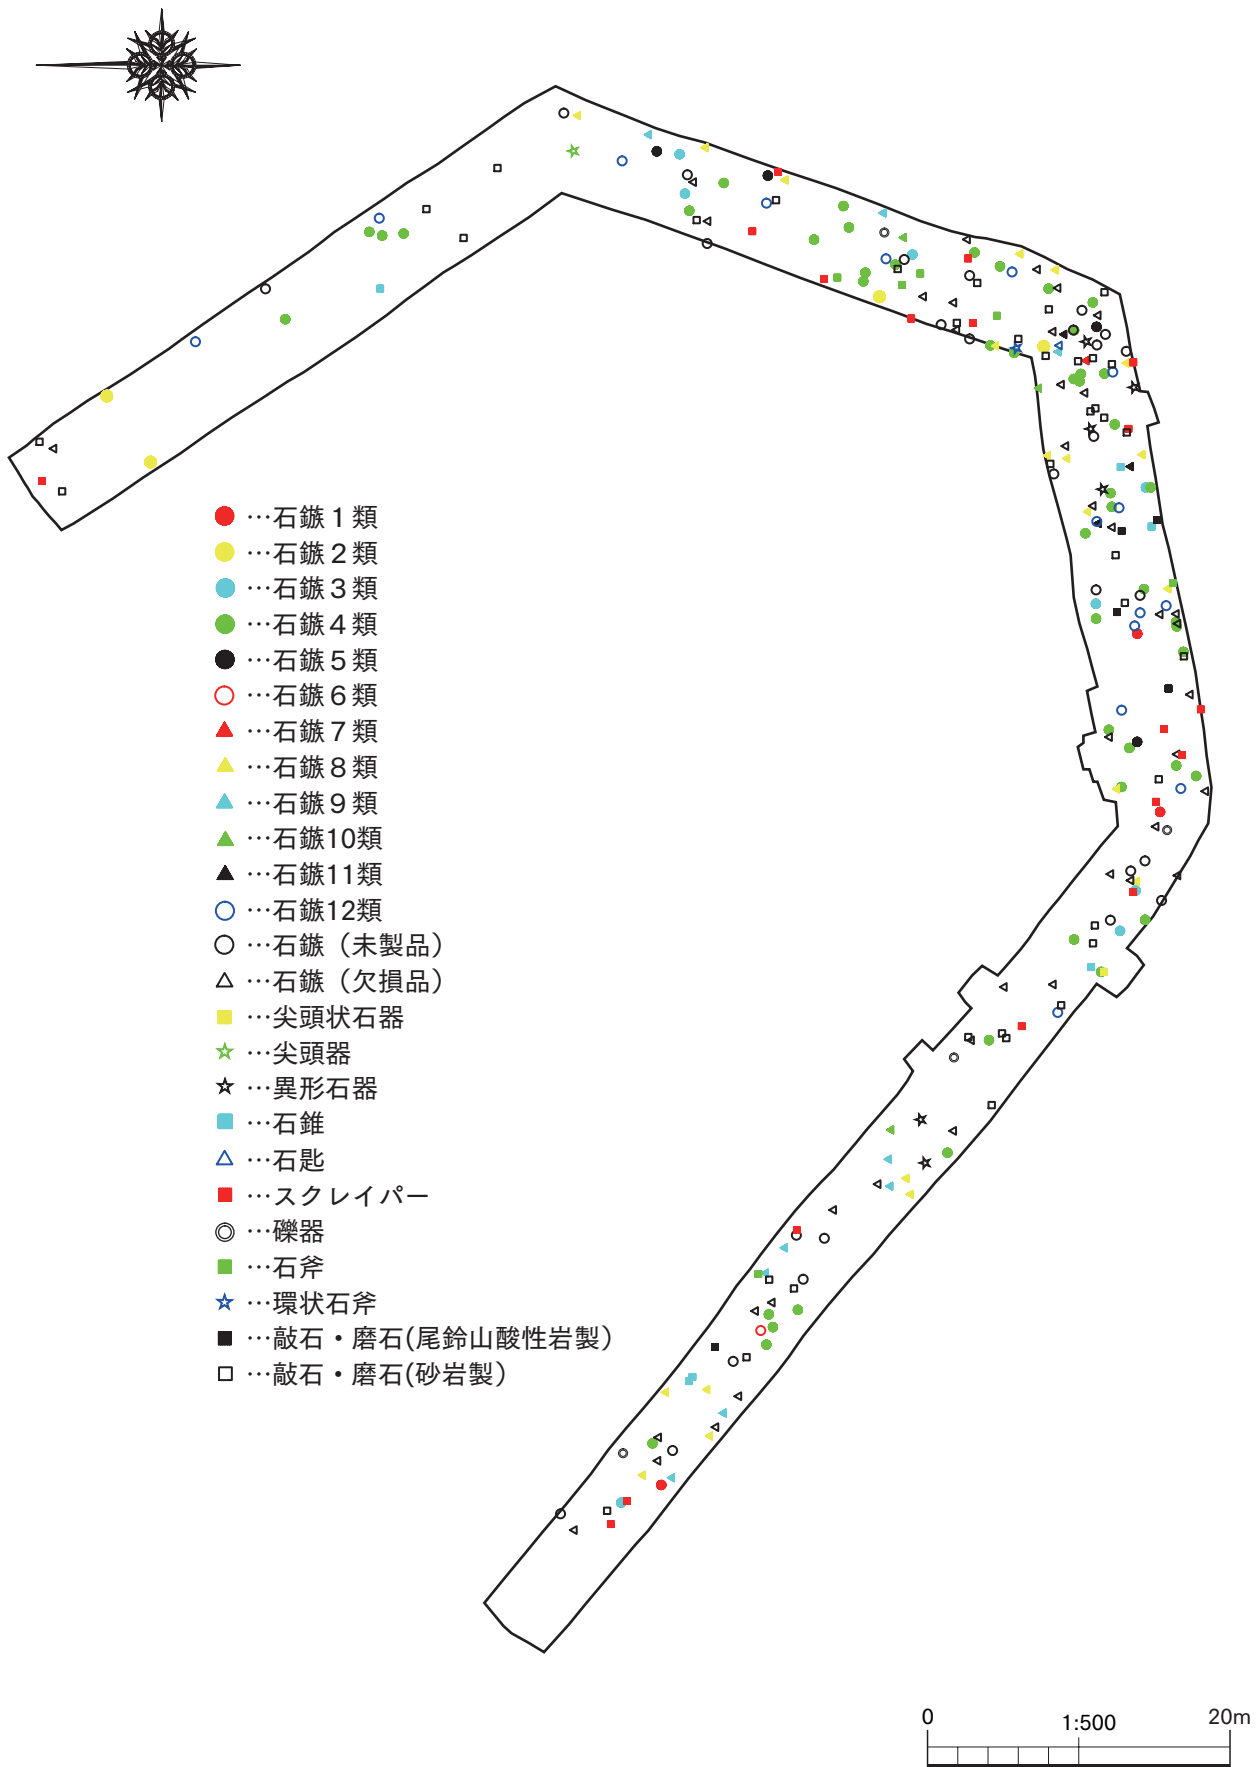 …石鏃１類
…石鏃２類
…石鏃３類
…石鏃４類
…石鏃５類
…石鏃６類
…石鏃７類
…石鏃８類
…石鏃９類
…石鏃10類
…石鏃11類
…石鏃12類
…石鏃（未製品）
…石鏃（欠損品）
…尖頭状石器
…尖頭器
…異形石器
…石錐
…石匙
…スクレイパー
…礫器
…石斧
…環状石斧
…敲石・磨石(尾鈴山酸性岩製）
…敲石・磨石(砂岩製）
0 1:500 20m